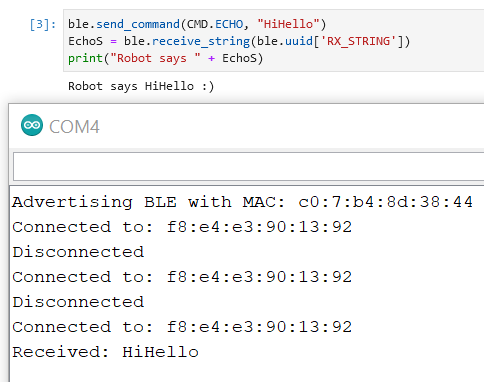 [3]: ble.send_command(CMD.ECHO, "HiHello")
EchoS = ble.receive_string(ble.uuid['RX_STRING'])
print("Robot says " + EchoS)
Robot says HiHello :)
COM4
Advertising BLE with MAC: c0:7:b4:8d:38:44
Connected to: f8:e4:e3:90:13:92
Disconnected
Connected to: f8:e4:e3:90:13:92
Disconnected
Connected to: f8:e4:e3:90:13:92
Received: HiHello